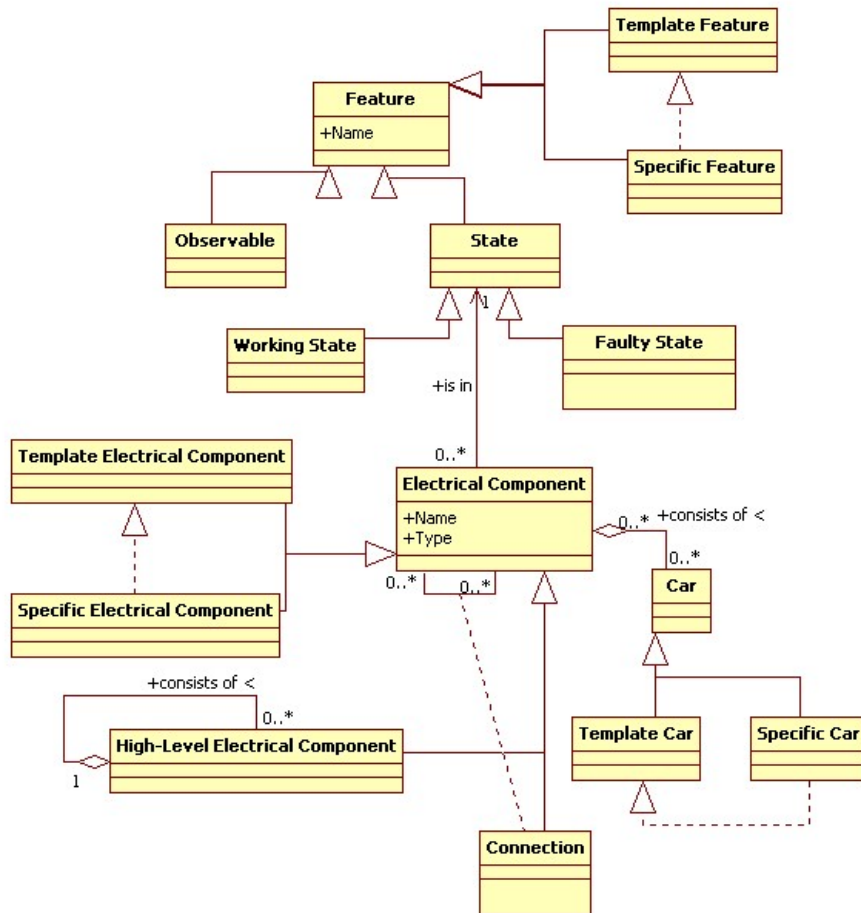 Template Feature
Feature
+Name
Specific Feature
Observable
State
1
Working State
Faulty State
+is in
0..*
Template Electrical Component
Electrical Component
+Name
+Type
+consists of <
0..*
0..*
0..*
0..*
Car
Specific Electrical Component
+consists of <
0..*
High-Level Electrical Component
1
Template Car
Specific Car
Connection